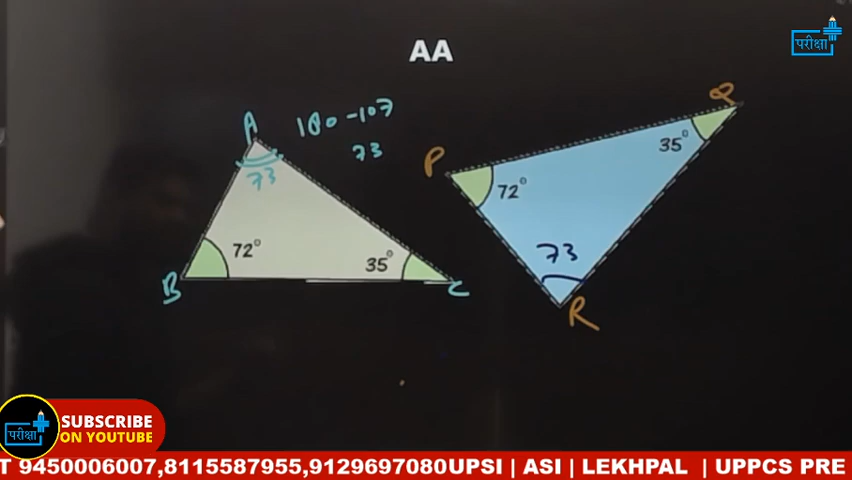 AA
परीक्षा
A
180-107
73
73
B
72°
35°
C
P
72°
Q
35°
73
R
परीक्षा
SUBSCRIBE
ON YOUTUBE
T 9450006007,8115587955,9129697080UPSI | ASI | LEKHPAL | UPPCS PRE